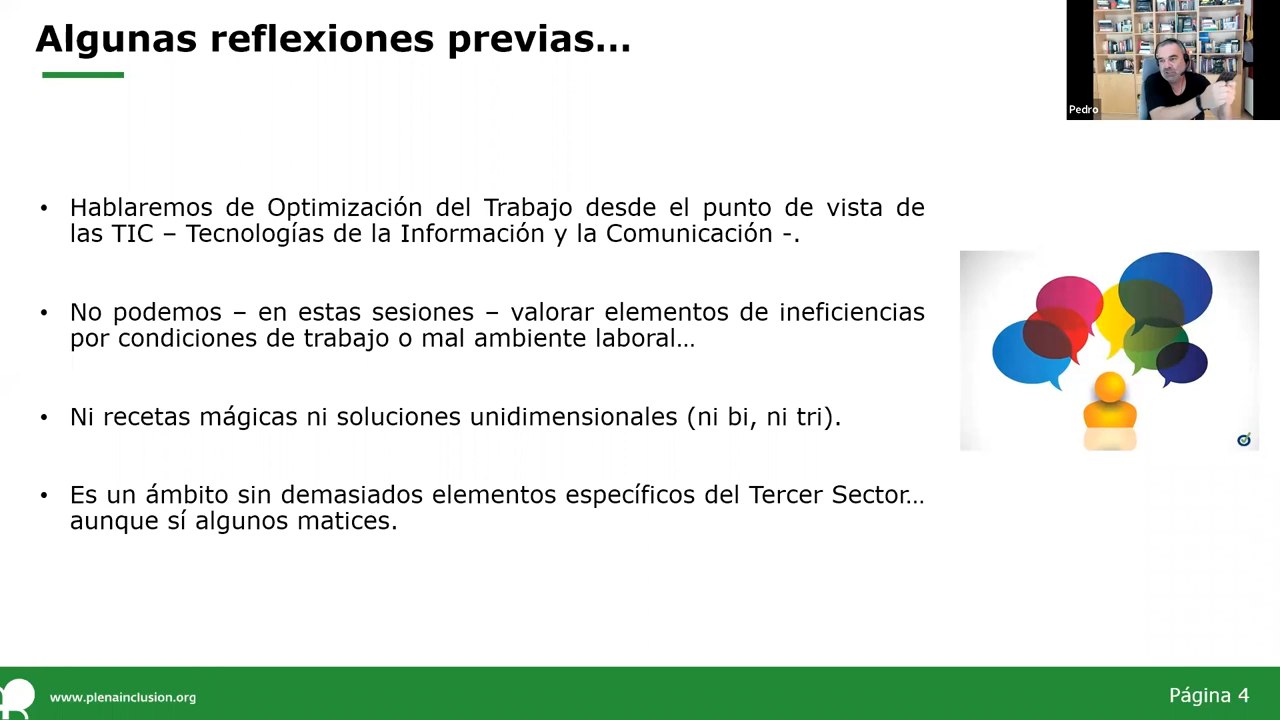 Algunas reflexiones previas...
Pedro
• Hablaremos de Optimización del Trabajo desde el punto de vista de
las TIC – Tecnologías de la Información y la Comunicación -.
• No podemos – en estas sesiones – valorar elementos de ineficiencias
por condiciones de trabajo o mal ambiente laboral…
• Ni recetas mágicas ni soluciones unidimensionales (ni bi, ni tri).
• Es un ámbito sin demasiados elementos específicos del Tercer Sector…
aunque sí algunos matices.
www.plenainclusion.org
Página 4